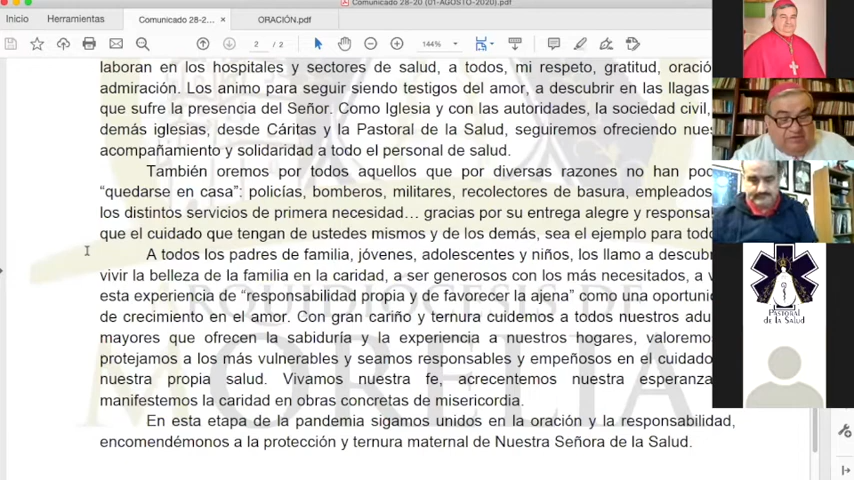 Comunicado 28-20 (01-AGOSTO-2020).pdf
Inicio
Herramientas
Comunicado 28-2...
ORACIÓN.pdf
2 / 2
144%
laboran en los hospitales y sectores de salud, a todos, mi respeto, gratitud, oració
admiración. Los animo para seguir siendo testigos del amor, a descubrir en las llagas
que sufre la presencia del Señor. Como Iglesia y con las autoridades, la sociedad civil,
demás iglesias, desde Cáritas y la Pastoral de la Salud, seguiremos ofreciendo nues
acompañamiento y solidaridad a todo el personal de salud.
También oremos por todos aquellos que por diversas razones no han pod
“quedarse en casa”: policías, bomberos, militares, recolectores de basura, empleados
los distintos servicios de primera necesidad… gracias por su entrega alegre y responsa
que el cuidado que tengan de ustedes mismos y de los demás, sea el ejemplo para todo
A todos los padres de familia, jóvenes, adolescentes y niños, los llamo a descubr
vivir la belleza de la familia en la caridad, a ser generosos con los más necesitados, a v
esta experiencia de “responsabilidad propia y de favorecer la ajena” como una oportuni
de crecimiento en el amor. Con gran cariño y ternura cuidemos a todos nuestros adu
mayores que ofrecen la sabiduría y la experiencia a nuestros hogares, valoremo
protejamos a los más vulnerables y seamos responsables y empeñosos en el cuidado
nuestra propia salud. Vivamos nuestra fe, acrecentemos nuestra esperanza
manifestemos la caridad en obras concretas de misericordia.
En esta etapa de la pandemia sigamos unidos en la oración y la responsabilidad,
encomendémonos a la protección y ternura maternal de Nuestra Señora de la Salud.
ARQUIDIÓCESIS DE
MORELIA
Pastoral
de la Salud